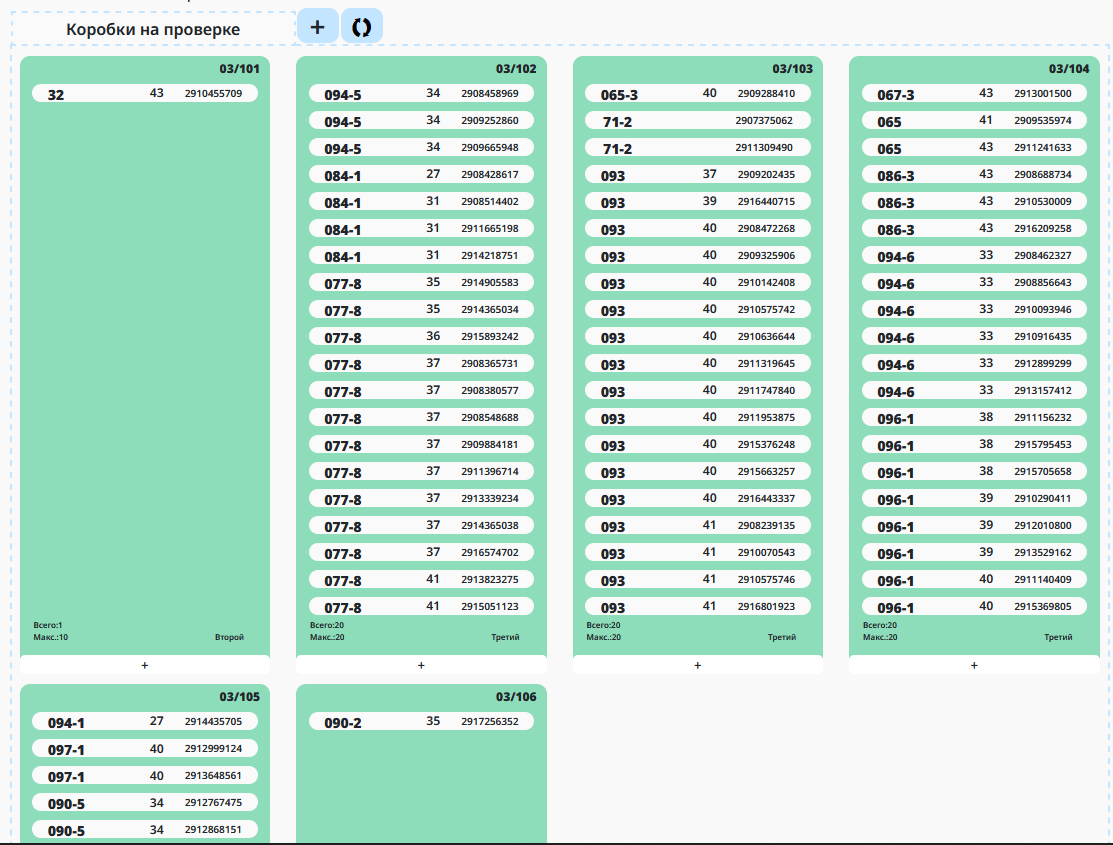 Коробки на проверке +
03/101
32 43 2910455709
Всего:1
Макс.:10 Второй
+
03/102
094-5 34 2908458969
094-5 34 2909252860
094-5 34 2909665948
084-1 27 2908428617
084-1 31 2908514402
084-1 31 2911665198
084-1 31 2914218751
077-8 35 2914905583
077-8 35 2914365034
077-8 36 2915893242
077-8 37 2908365731
077-8 37 2908380577
077-8 37 2908548688
077-8 37 2909884181
077-8 37 2911396714
077-8 37 2913339234
077-8 37 2914365038
077-8 37 2916574702
077-8 41 2913823275
077-8 41 2915051123
Всего:20
Макс.:20 Третий
+
03/103
065-3 40 2909288410
71-2 2907375062
71-2 2911309490
093 37 2909202435
093 39 2916440715
093 40 2908472268
093 40 2909325906
093 40 2910142408
093 40 2910575742
093 40 2910636644
093 40 2911319645
093 40 2911747840
093 40 2911953875
093 40 2915376248
093 40 2915663257
093 40 2916443337
093 41 2908239135
093 41 2910070543
093 41 2910575746
093 41 2916801923
Всего:20
Макс.:20 Третий
+
03/104
067-3 43 2913001500
065 41 2909535974
065 43 2911241633
086-3 43 2908688734
086-3 43 2910530009
086-3 43 2916209258
094-6 33 2908462327
094-6 33 2908856643
094-6 33 2910093946
094-6 33 2910916435
094-6 33 2912899299
094-6 33 2913157412
096-1 38 2911156232
096-1 38 2915795453
096-1 38 2915705658
096-1 39 2910290411
096-1 39 2912010800
096-1 39 2913529162
096-1 40 2911140409
096-1 40 2915369805
Всего:20
Макс.:20 Третий
+
03/105
094-1 27 2914435705
097-1 40 2912999124
097-1 40 2913648561
090-5 34 2912767475
090-5 34 2912868151
03/106
090-2 35 2917256352